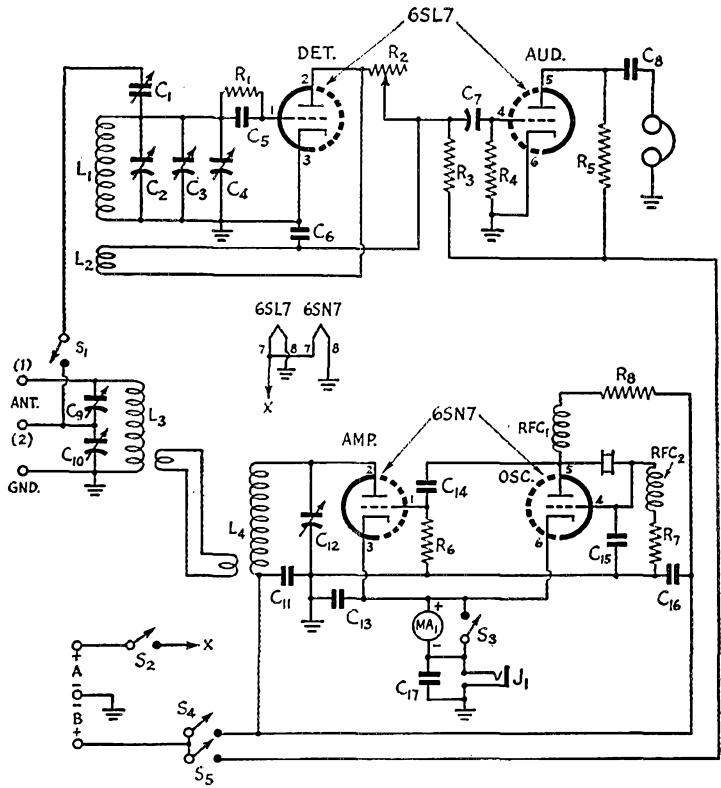 6SL7
DET.
R2
AUD.
C8
C1
R1
2
5
1
C5
C7
4
3
6
L1
C2
C3
C4
R3
R4
R5
C6
L2
6SL7 6SN7
7 8 7 8
X
S1
(1)
ANT.
(2)
GND.
C9
C10
L3
R8
6SN7
RFC1
RFC2
AMP.
OSC.
2
5
C14
1
4
L4
C12
3
R6
6
C15
R7
C11
C13
C16
+
MA1
−
S3
C17
J1
+
A
−
−
B
+
S2
X
S4
S5